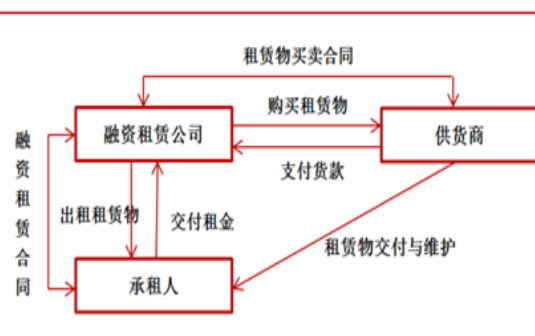 租赁物买卖合同
购买租赁物
融资租赁公司
供货商
支付货款
融资租赁合同
出租租赁物
交付租金
租赁物交付与维护
承租人